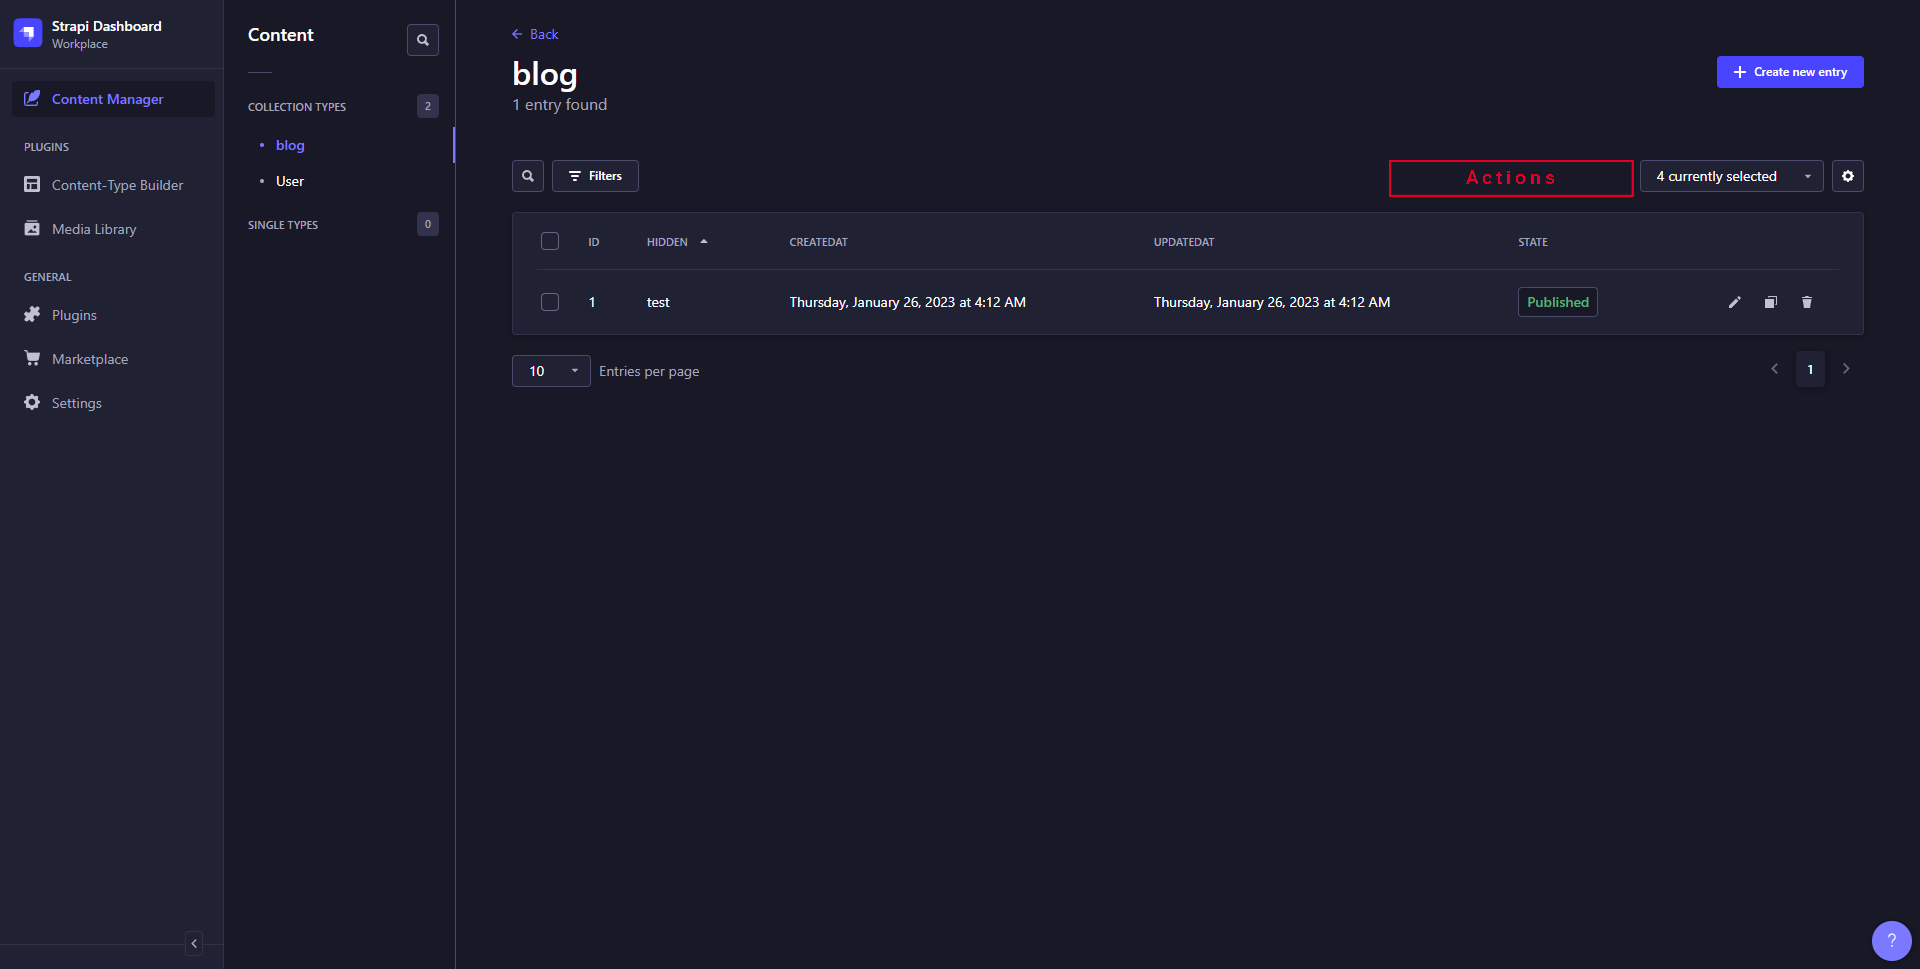 Strapi Dashboard
Workplace
Content Manager
PLUGINS
Content-Type Builder
Media Library
GENERAL
Plugins
Marketplace
Settings
Content
COLLECTION TYPES 2
blog
User
SINGLE TYPES 0
Back
blog
1 entry found
Create new entry
Filters
Actions
4 currently selected
ID HIDDEN CREATEDAT UPDATEDAT STATE
1 test Thursday, January 26, 2023 at 4:12 AM Thursday, January 26, 2023 at 4:12 AM Published
10 Entries per page
1
?